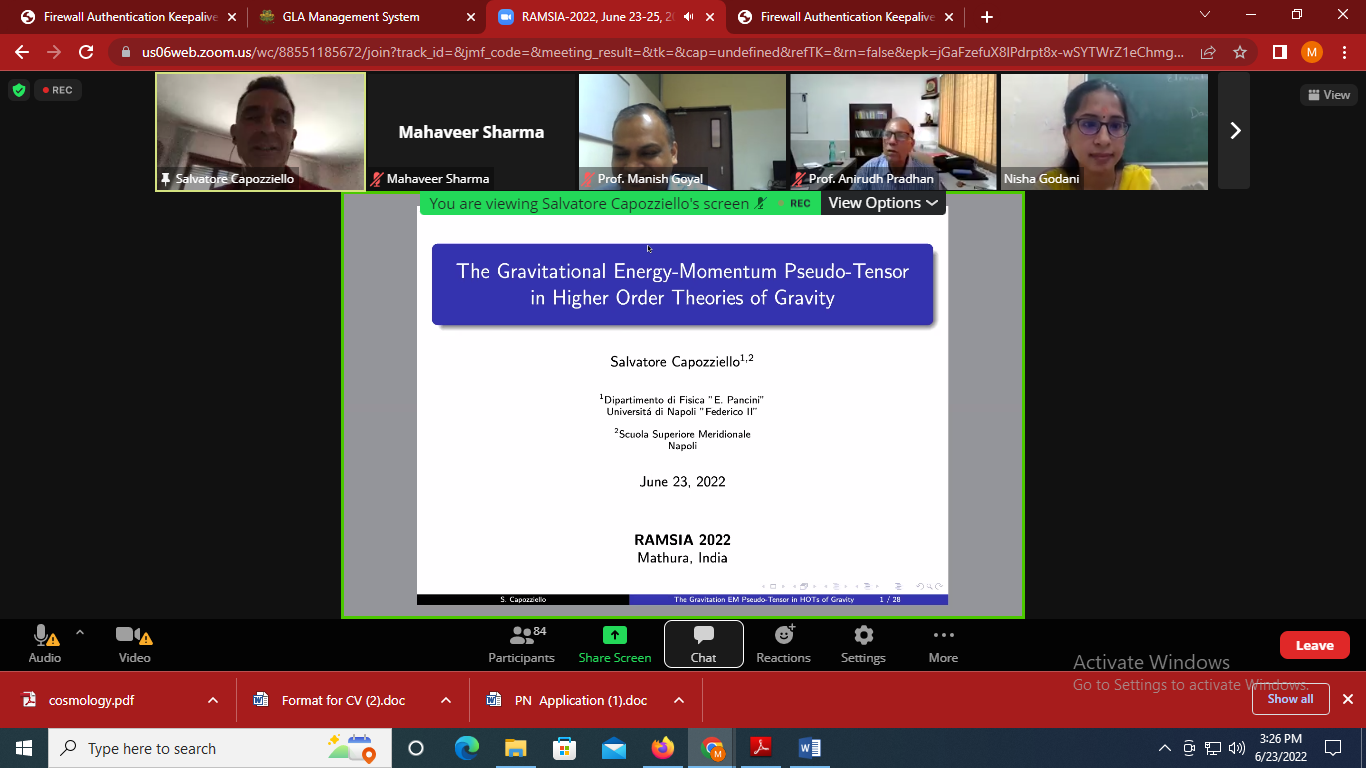 Firewall Authentication Keepalive
GLA Management System
RAMSIA-2022, June 23-25, 20
Firewall Authentication Keepalive
us06web.zoom.us/wc/88551185672/join?track_id=&jmf_code=&meeting_result=&tk=&cap=undefined&refTK=&rn=false&epk=jGaFzefuX8lPdrpt8x-wSYTWrZ1eChmg...
M
REC
View
Mahaveer Sharma
Salvatore Capozziello
Mahaveer Sharma
Prof. Manish Goyal
Prof. Anirudh Pradhan
Nisha Godani
You are viewing Salvatore Capozziello's screen
REC
View Options
The Gravitational Energy-Momentum Pseudo-Tensor
in Higher Order Theories of Gravity
Salvatore Capozziello1,2
1Dipartimento di Fisica "E. Pancini"
Universitá di Napoli "Federico II"
2Scuola Superiore Meridionale
Napoli
June 23, 2022
RAMSIA 2022
Mathura, India
S. Capozziello
The Gravitation EM Pseudo-Tensor in HOTs of Gravity
1 / 28
Audio
Video
84
Participants
Share Screen
Chat
Reactions
Settings
More
Leave
Activate Windows
Go to Settings to activate Windows.
cosmology.pdf
Format for CV (2).doc
PN Application (1).doc
Show all
Type here to search
3:26 PM
6/23/2022